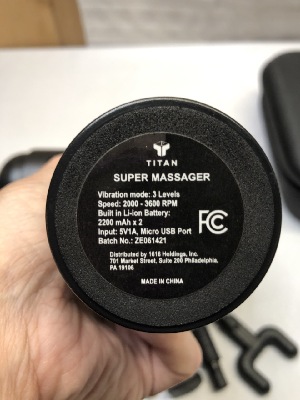 TITAN
SUPER MASSAGER
Vibration mode: 3 Levels
Speed: 2000 - 3600 RPM
Built in Li-ion Battery:
2200 mAh x 2
Input: 5V1A, Micro USB Port
Batch No.: ZE061421
FC
Distributed by 1616 Holdings, Inc.
701 Market Street, Suite 200 Philadelphia,
PA 19106
MADE IN CHINA